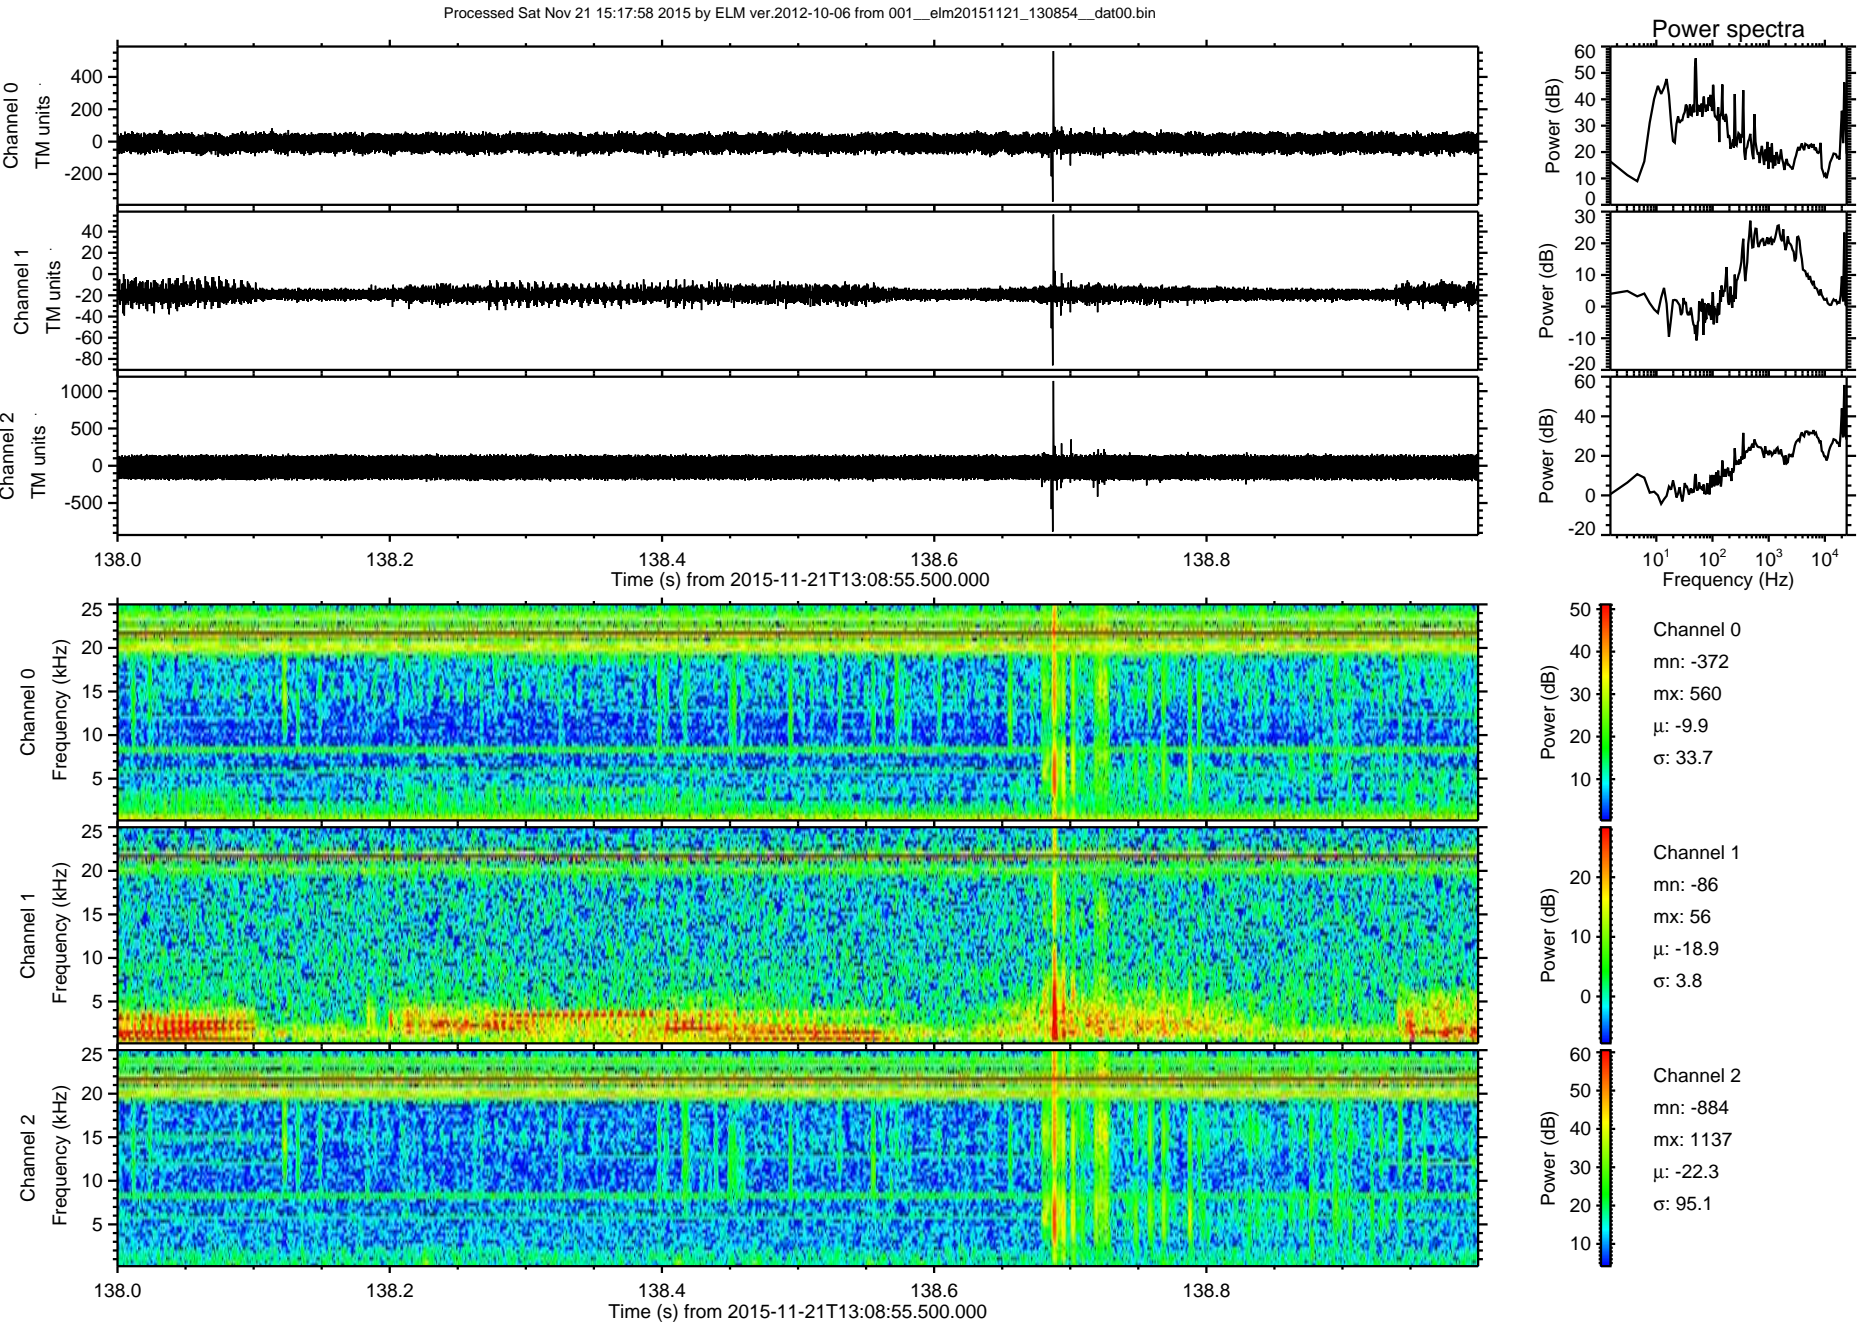 Processed Sat Nov 21 15:17:58 2015 by ELM ver.2012-10-06 from 001__elm20151121_130854__dat00.bin
Power spectra
Channel 0
TM units
400
200
0
-200
Power (dB)
60
50
40
30
20
10
0
Channel 1
TM units
40
20
0
-20
-40
-60
-80
Power (dB)
30
20
10
0
-10
-20
Channel 2
TM units
1000
500
0
-500
Power (dB)
60
40
20
0
-20
138.0 138.2 138.4 138.6 138.8
Time (s) from 2015-11-21T13:08:55.500.000
10¹ 10² 10³ 10⁴
Frequency (Hz)
Channel 0
Frequency (kHz)
25
20
15
10
5
Power (dB)
50
40
30
20
10
Channel 0
mn: -372
mx: 560
μ: -9.9
σ: 33.7
Channel 1
Frequency (kHz)
25
20
15
10
5
Power (dB)
20
10
0
Channel 1
mn: -86
mx: 56
μ: -18.9
σ: 3.8
Channel 2
Frequency (kHz)
25
20
15
10
5
Power (dB)
60
50
40
30
20
10
Channel 2
mn: -884
mx: 1137
μ: -22.3
σ: 95.1
138.0 138.2 138.4 138.6 138.8
Time (s) from 2015-11-21T13:08:55.500.000